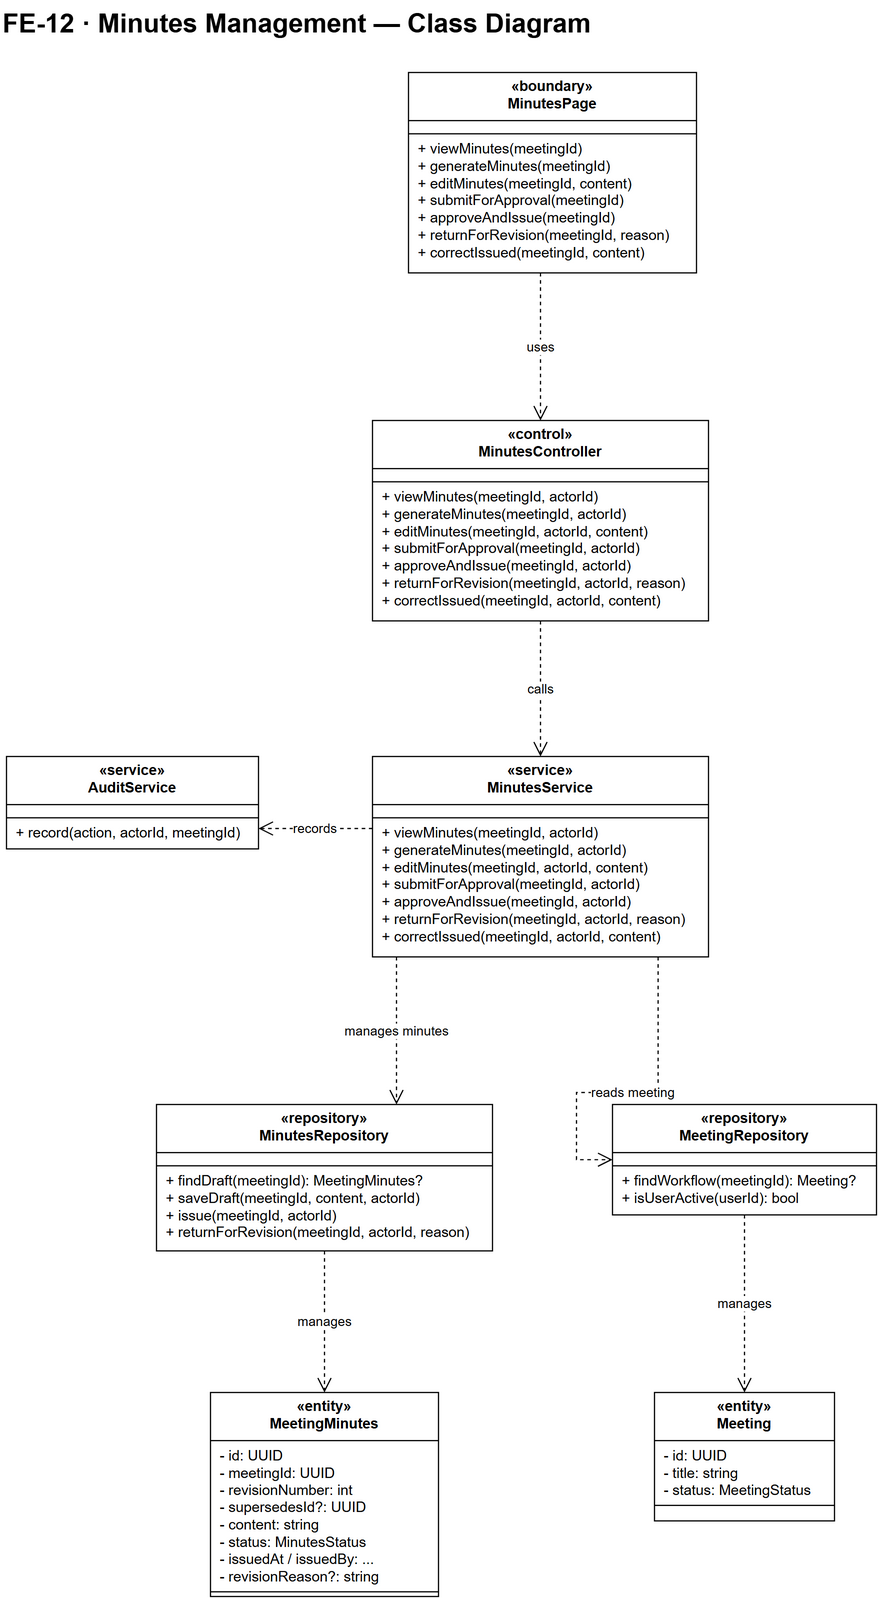 FE-12 · Minutes Management — Class Diagram
«boundary»
MinutesPage
+ viewMinutes(meetingId)
+ generateMinutes(meetingId)
+ editMinutes(meetingId, content)
+ submitForApproval(meetingId)
+ approveAndIssue(meetingId)
+ returnForRevision(meetingId, reason)
+ correctIssued(meetingId, content)
uses
«control»
MinutesController
+ viewMinutes(meetingId, actorId)
+ generateMinutes(meetingId, actorId)
+ editMinutes(meetingId, actorId, content)
+ submitForApproval(meetingId, actorId)
+ approveAndIssue(meetingId, actorId)
+ returnForRevision(meetingId, actorId, reason)
+ correctIssued(meetingId, actorId, content)
calls
«service»
AuditService
+ record(action, actorId, meetingId)
records
«service»
MinutesService
+ viewMinutes(meetingId, actorId)
+ generateMinutes(meetingId, actorId)
+ editMinutes(meetingId, actorId, content)
+ submitForApproval(meetingId, actorId)
+ approveAndIssue(meetingId, actorId)
+ returnForRevision(meetingId, actorId, reason)
+ correctIssued(meetingId, actorId, content)
manages minutes
reads meeting
«repository»
MinutesRepository
+ findDraft(meetingId): MeetingMinutes?
+ saveDraft(meetingId, content, actorId)
+ issue(meetingId, actorId)
+ returnForRevision(meetingId, actorId, reason)
«repository»
MeetingRepository
+ findWorkflow(meetingId): Meeting?
+ isUserActive(userId): bool
manages
manages
«entity»
MeetingMinutes
- id: UUID
- meetingId: UUID
- revisionNumber: int
- supersedesId?: UUID
- content: string
- status: MinutesStatus
- issuedAt / issuedBy: ...
- revisionReason?: string
«entity»
Meeting
- id: UUID
- title: string
- status: MeetingStatus